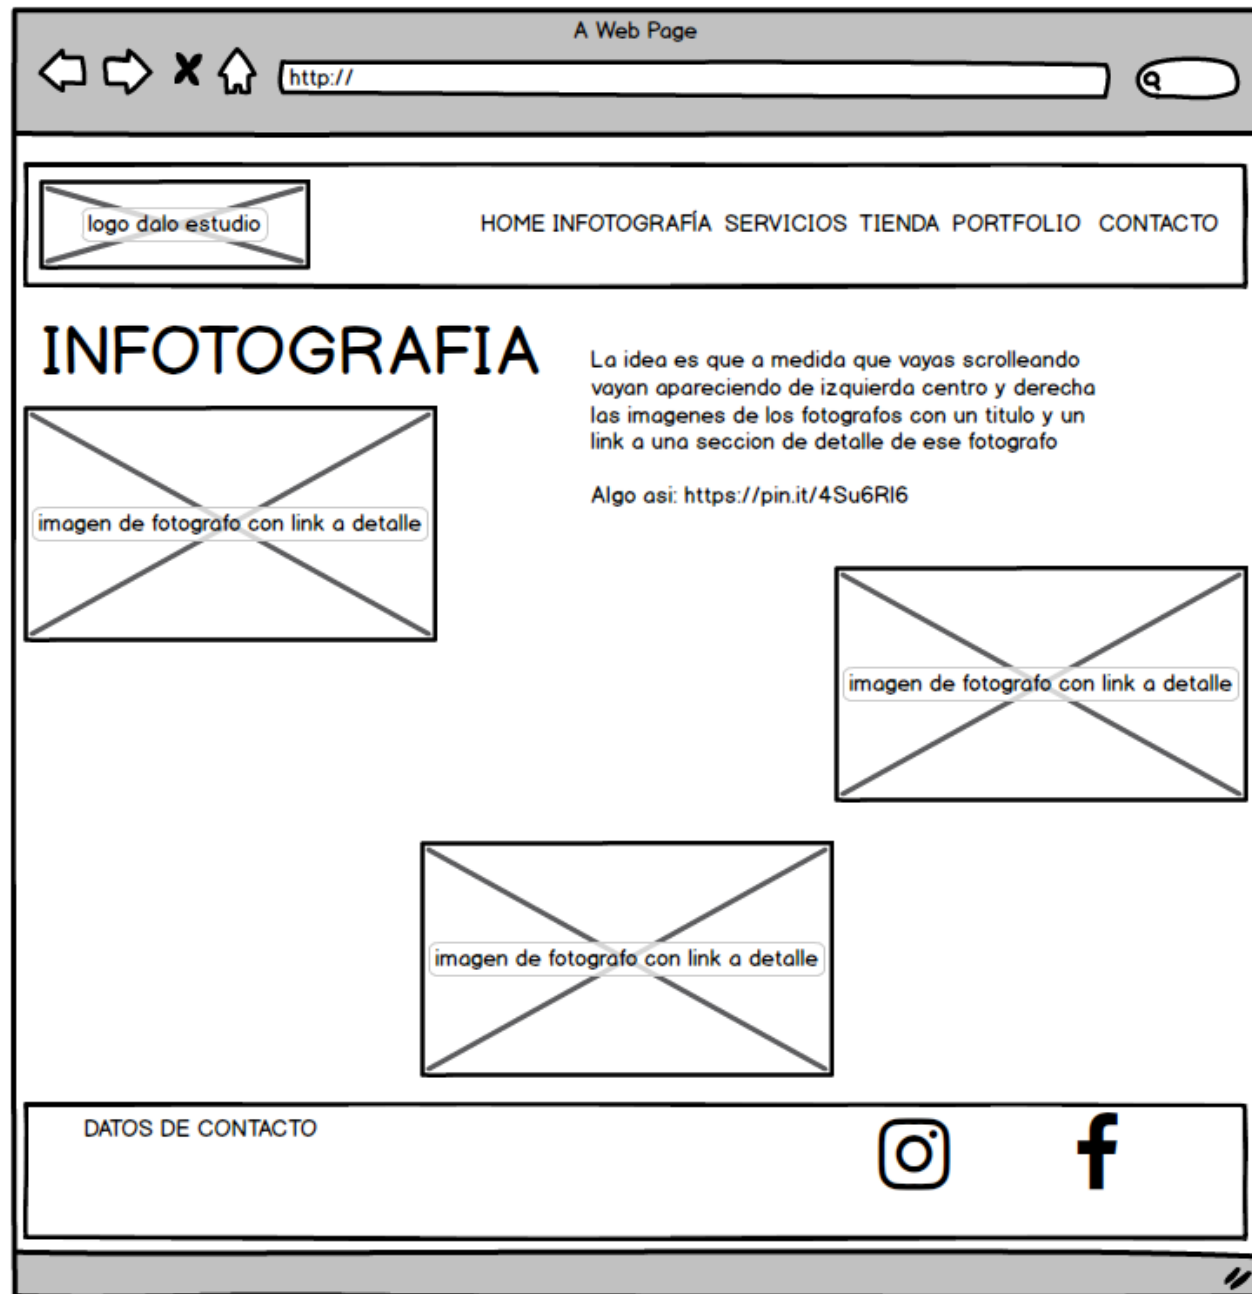 A Web Page
http://
logo dalo estudio
HOME INFOTOGRAFÍA SERVICIOS TIENDA PORTFOLIO CONTACTO
INFOTOGRAFIA
La idea es que a medida que vayas scrolleando
vayan apareciendo de izquierda centro y derecha
las imagenes de los fotografos con un titulo y un
link a una seccion de detalle de ese fotografo
Algo asi: https://pin.it/4Su6Rl6
imagen de fotografo con link a detalle
imagen de fotografo con link a detalle
imagen de fotografo con link a detalle
DATOS DE CONTACTO